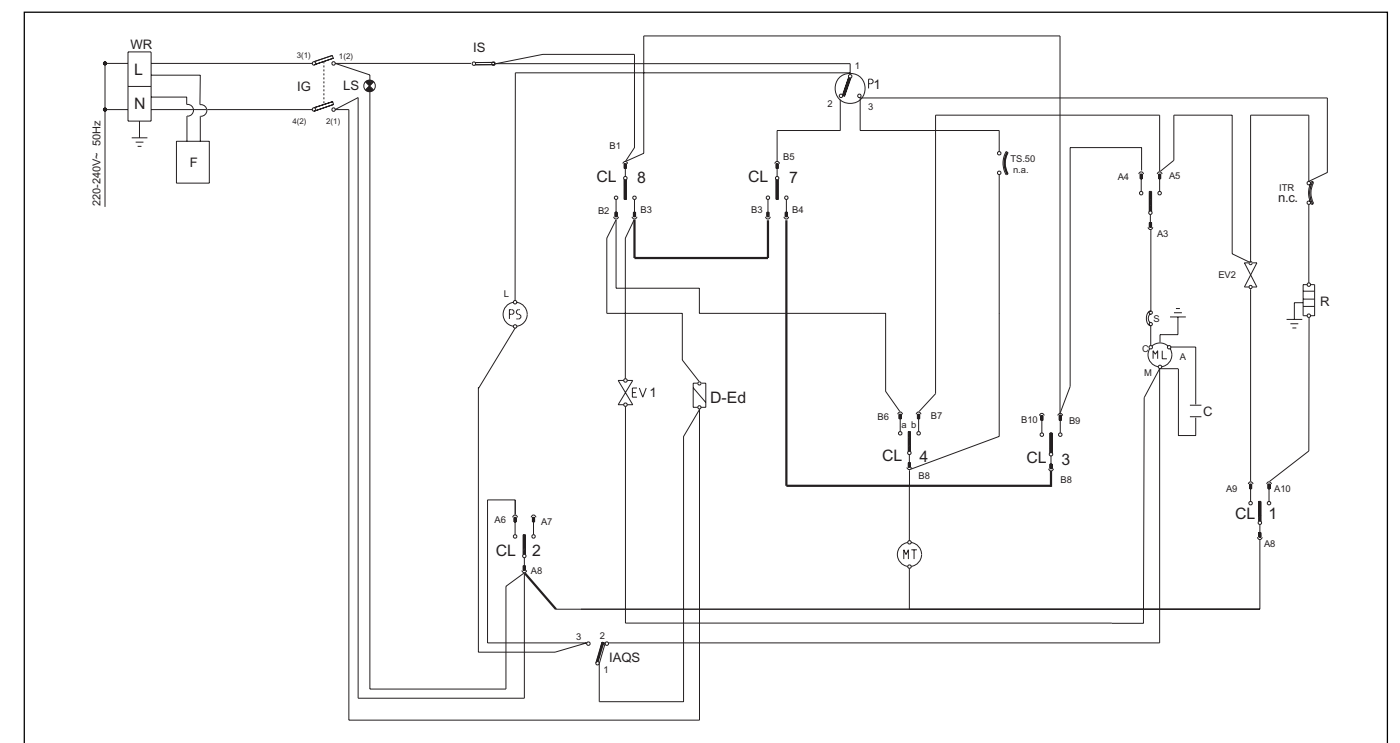 WR
L
N
220-240V~ 50Hz
F
3(1)
1(2)
IG
LS
4(2)
2(1)
IS
1
P1
2
3
B1
CL 8
B2
B3
B5
CL 7
B3
B4
TS.50
n.a.
A4
A5
A3
ITR
n.c.
EV2
R
L
PS
S
C
ML
A
M
C
EV1
D-Ed
B6
B7
a b
CL 4
B8
B10
B9
CL 3
B8
A9
A10
CL 1
A8
A6
A7
CL 2
A8
MT
3
2
IAQS
1